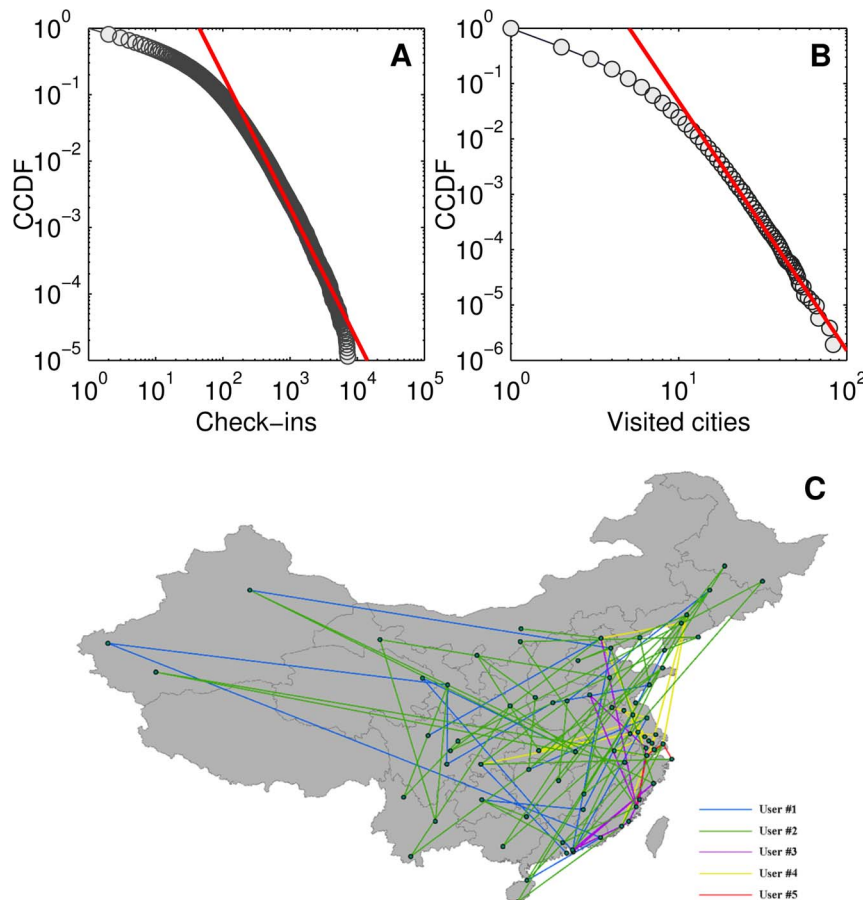 A
CCDF
10^0
10^-1
10^-2
10^-3
10^-4
10^-5
10^0 10^1 10^2 10^3 10^4 10^5
Check-ins
B
CCDF
10^0
10^-1
10^-2
10^-3
10^-4
10^-5
10^-6
10^0 10^1 10^2
Visited cities
C
User #1
User #2
User #3
User #4
User #5